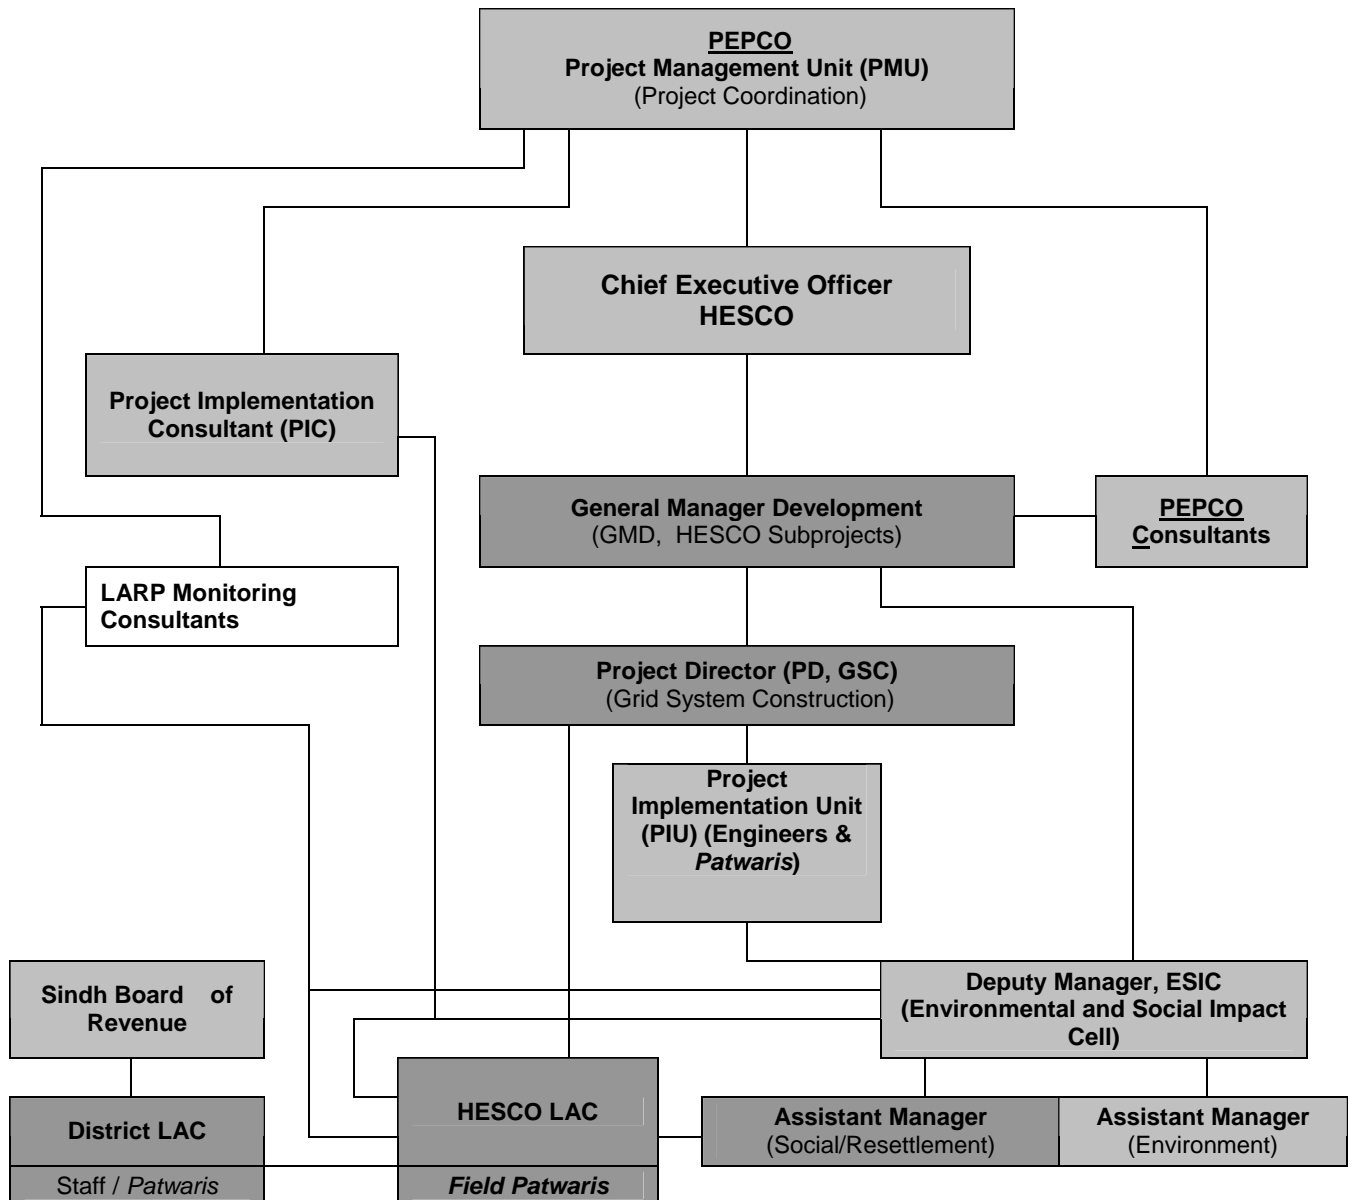 PEPCO
Project Management Unit (PMU)
(Project Coordination)
Chief Executive Officer
HESCO
Project Implementation
Consultant (PIC)
General Manager Development
(GMD, HESCO Subprojects)
PEPCO
Consultants
LARP Monitoring
Consultants
Project Director (PD, GSC)
(Grid System Construction)
Project
Implementation Unit
(PIU) (Engineers &
Patwaris)
Sindh Board of
Revenue
Deputy Manager, ESIC
(Environmental and Social Impact
Cell)
District LAC
Staff / Patwaris
HESCO LAC
Field Patwaris
Assistant Manager
(Social/Resettlement)
Assistant Manager
(Environment)